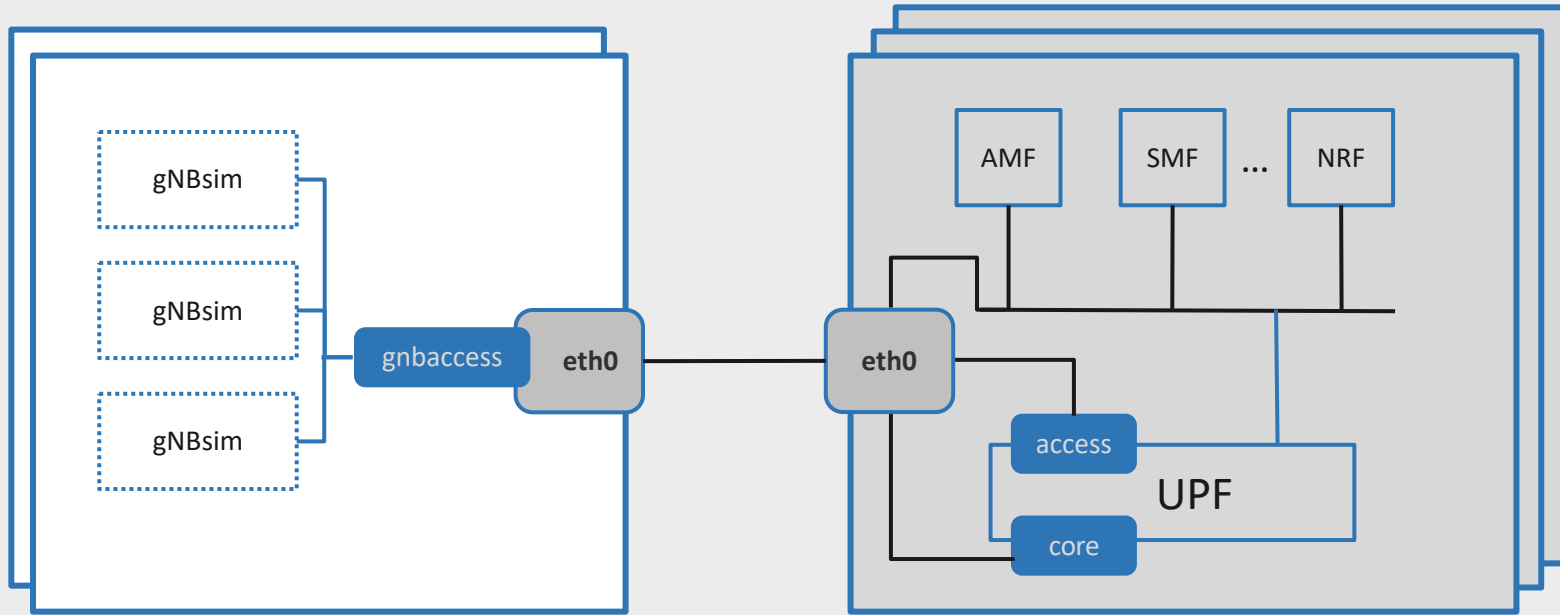 gNBsim
gNBsim
gNBsim
gnbaccess
eth0
eth0
AMF
SMF
...
NRF
access
UPF
core